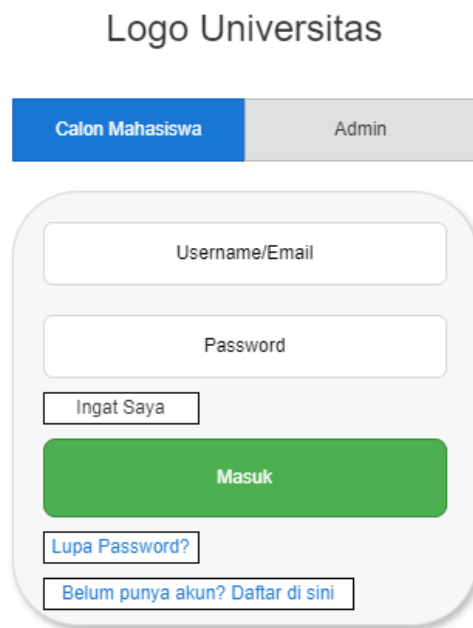 Logo Universitas
Calon Mahasiswa
Admin
Username/Email
Password
Ingat Saya
Masuk
Lupa Password?
Belum punya akun? Daftar di sini